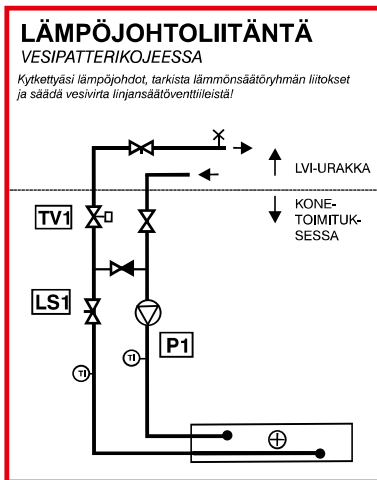 LÄMPÖJOHTOLIITÄNTÄ
VESIPATTERIKOJEESSA
Kytkettyäsi lämpöjohdot, tarkista lämmönsäätöryhmän liitokset
ja säädä vesivirta linjansäätöventtiileistä!
LVI-URAKKA
KONE-
TOIMITUK-
SESSA
TV1
LS1
P1
TI
TI